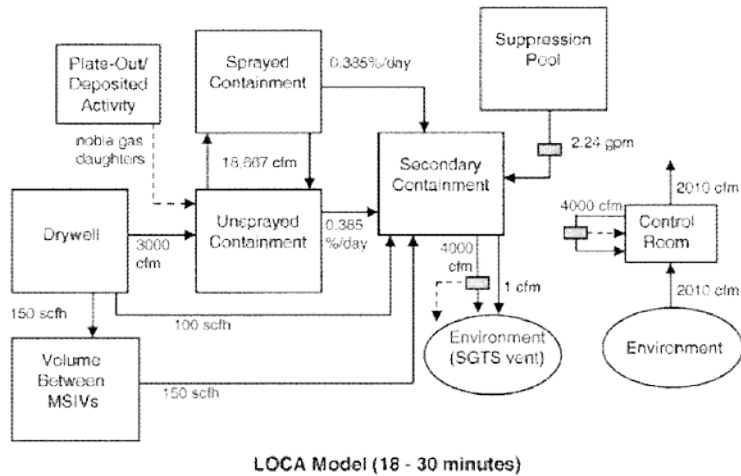 Plate-Out/
Deposited
Activity
noble gas
daughters
Sprayed
Containment
0.385%/day
18,667 cfm
Suppression
Pool
2.24 gpm
Secondary
Containment
Drywell
3000
cfm
Unsprayed
Containment
0.385
%/day
4000
cfm
1 cfm
2010 cfm
4000 cfm
Control
Room
2010 cfm
150 scfh
100 scfh
Volume
Between
MSIVs
150 scfh
Environment
(SGTS vent)
Environment
LOCA Model (18 - 30 minutes)